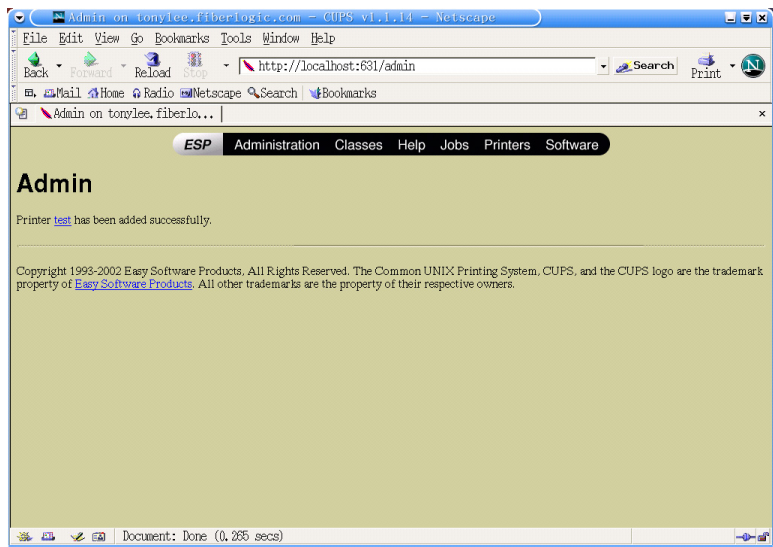 Admin on tonylee.fiberlogic.com - CUPS v1.1.14 - Netscape
File Edit View Go Bookmarks Tools Window Help
Back Forward Reload Stop http://localhost:631/admin Search Print N
Mail Home Radio Netscape Search Bookmarks
Admin on tonylee.fiberlo...
ESP Administration Classes Help Jobs Printers Software
Admin
Printer test has been added successfully.
Copyright 1993-2002 Easy Software Products, All Rights Reserved. The Common UNIX Printing System, CUPS, and the CUPS logo are the trademark
property of Easy Software Products. All other trademarks are the property of their respective owners.
Document: Done (0.265 secs)